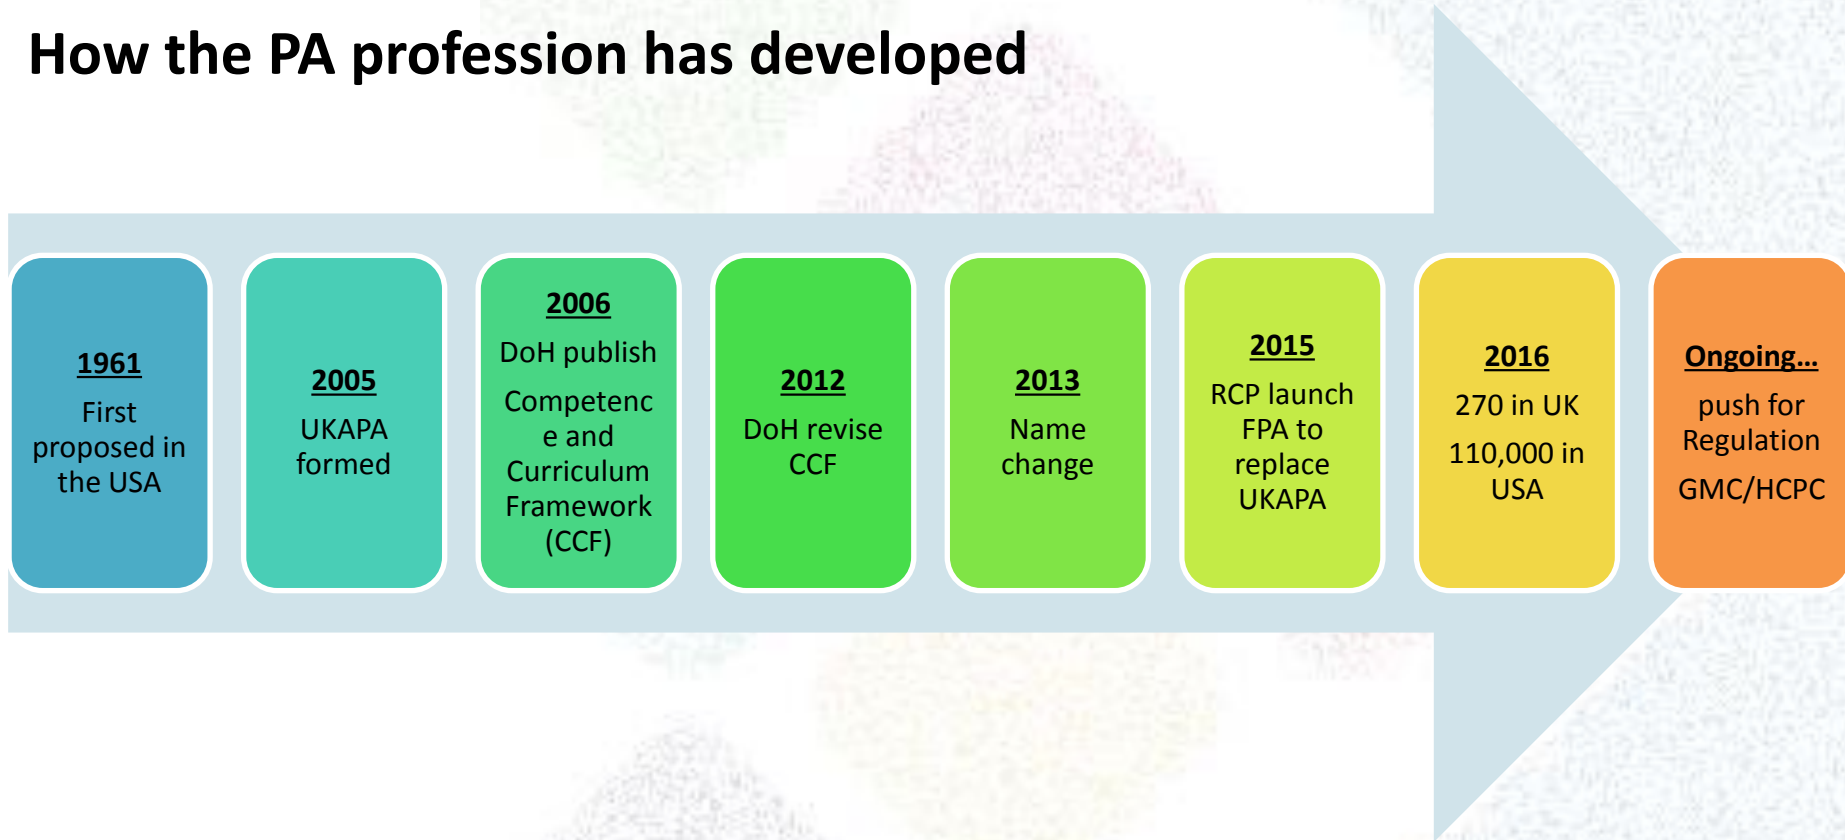 How the PA profession has developed
1961
First
proposed in
the USA
2005
UKAPA
formed
2006
DoH publish
Competenc
e and
Curriculum
Framework
(CCF)
2012
DoH revise
CCF
2013
Name
change
2015
RCP launch
FPA to
replace
UKAPA
2016
270 in UK
110,000 in
USA
Ongoing...
push for
Regulation
GMC/HCPC